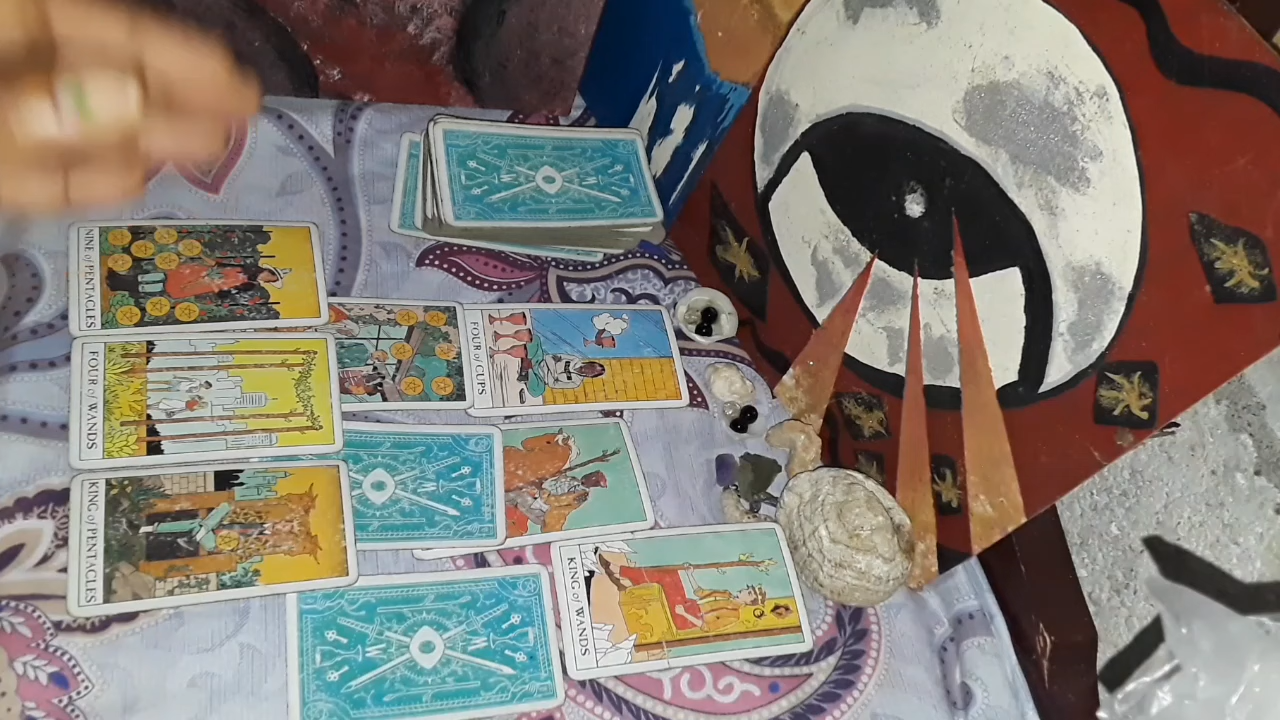 NINE of PENTACLES
FOUR of WANDS
KING of PENTACLES
FOUR of CUPS
KING of WANDS